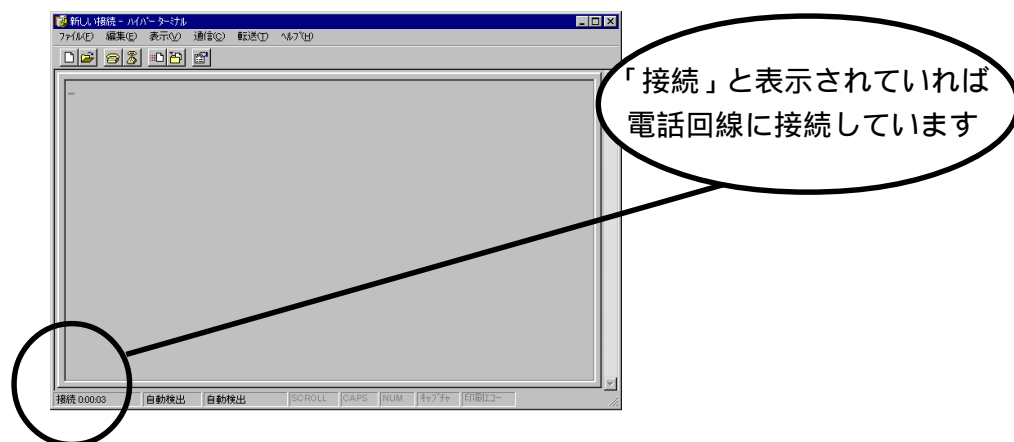 新しい接続 - ハイパー ターミナル
ファイル(F) 編集(E) 表示(V) 通信(C) 転送(T) ヘルプ(H)
「接続」と表示されていれば
電話回線に接続しています
接続 0:00:03 自動検出 自動検出 SCROLL CAPS NUM キャプチャ 印刷エコー